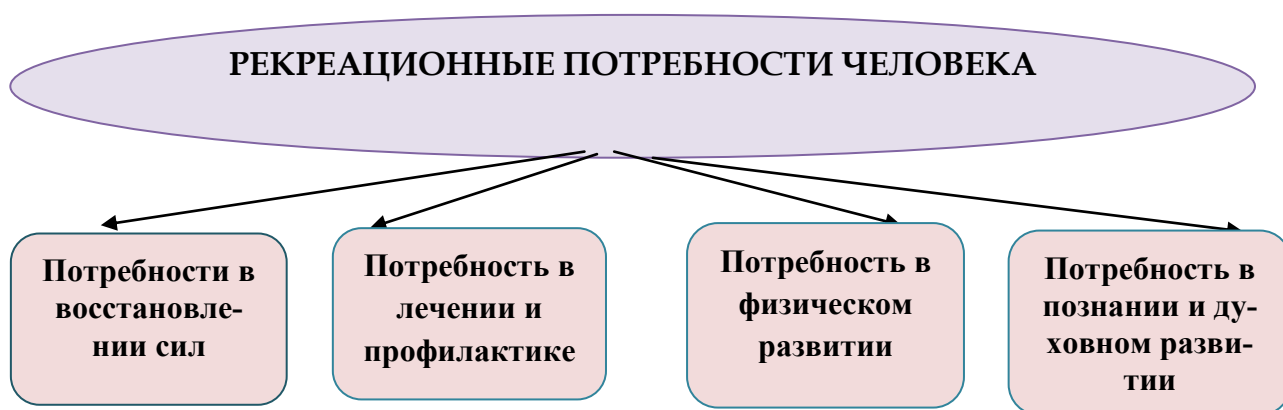 РЕКРЕАЦИОННЫЕ ПОТРЕБНОСТИ ЧЕЛОВЕКА
Потребности в
восстановле-
нии сил
Потребность в
лечении и
профилактике
Потребность в
физическом
развитии
Потребность в
познании и ду-
ховном разви-
тии